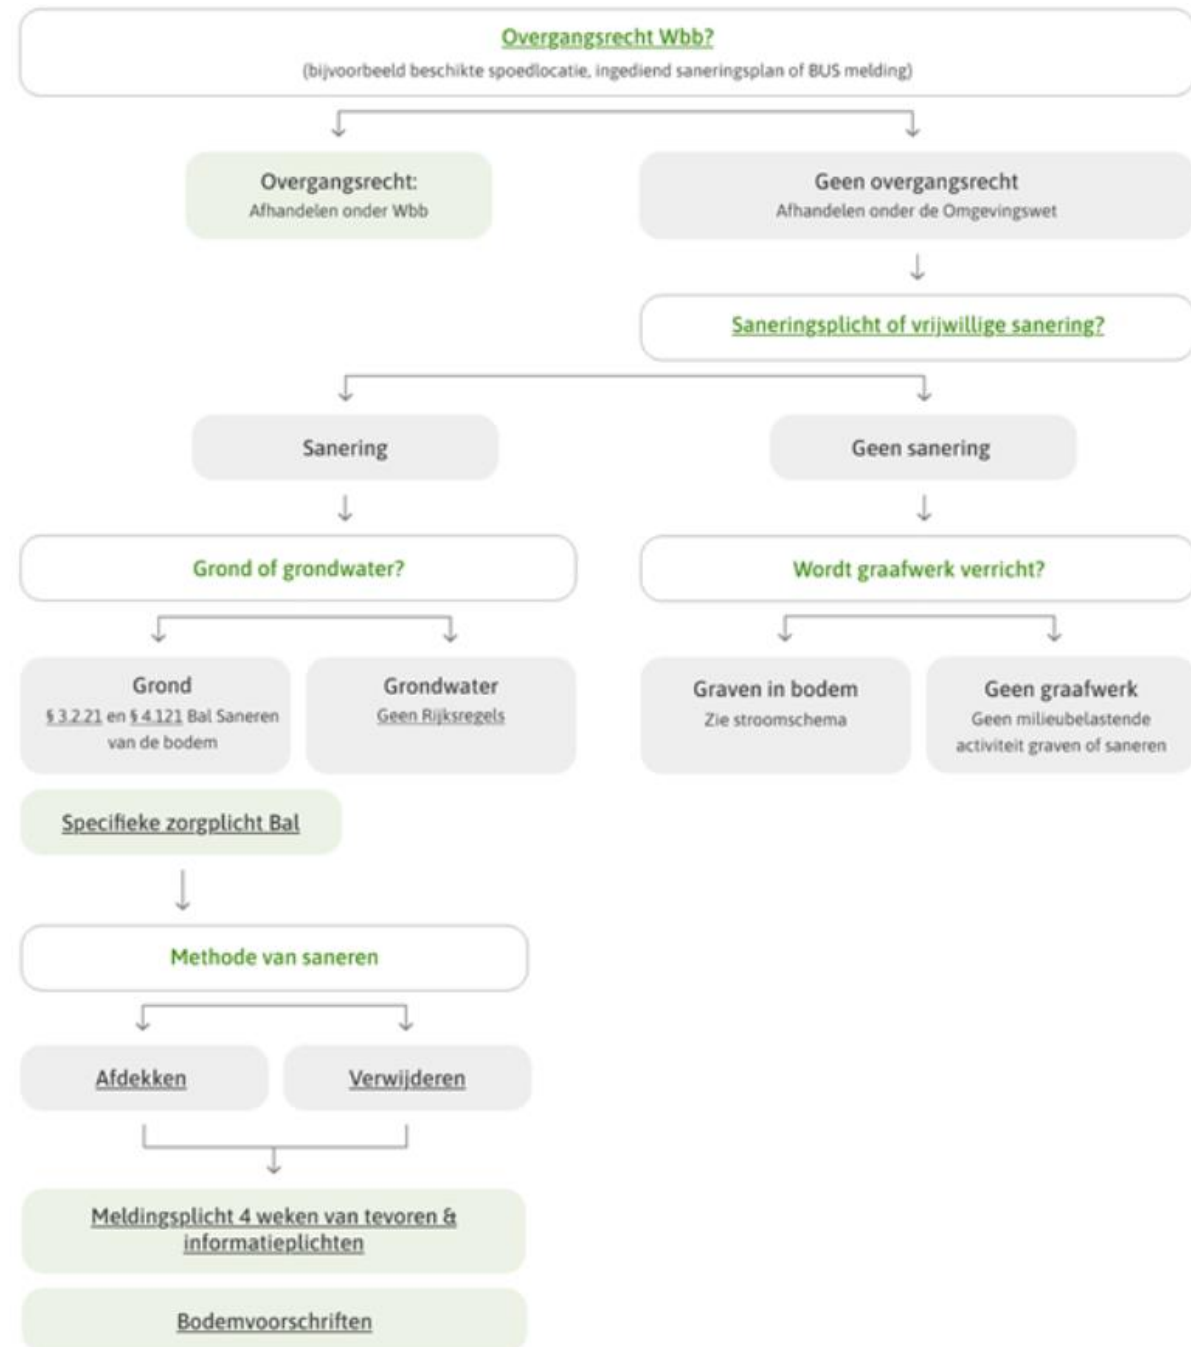 Overgangsrecht Wbb?
(bijvoorbeeld beschikte spoedlocatie, ingediend saneringsplan of BUS melding)
Overgangsrecht:
Afhandelen onder Wbb
Geen overgangsrecht
Afhandelen onder de Omgevingswet
Saneringsplicht of vrijwillige sanering?
Sanering
Geen sanering
Grond of grondwater?
Wordt graafwerk verricht?
Grond
§ 3.2.21 en § 4.121 Bal Saneren
van de bodem
Grondwater
Geen Rijksregels
Graven in bodem
Zie stroomschema
Geen graafwerk
Geen milieubelastende
activiteit graven of saneren
Specifieke zorgplicht Bal
Methode van saneren
Afdekken
Verwijderen
Meldingsplicht 4 weken van tevoren &
informatieplichten
Bodemvoorschriften